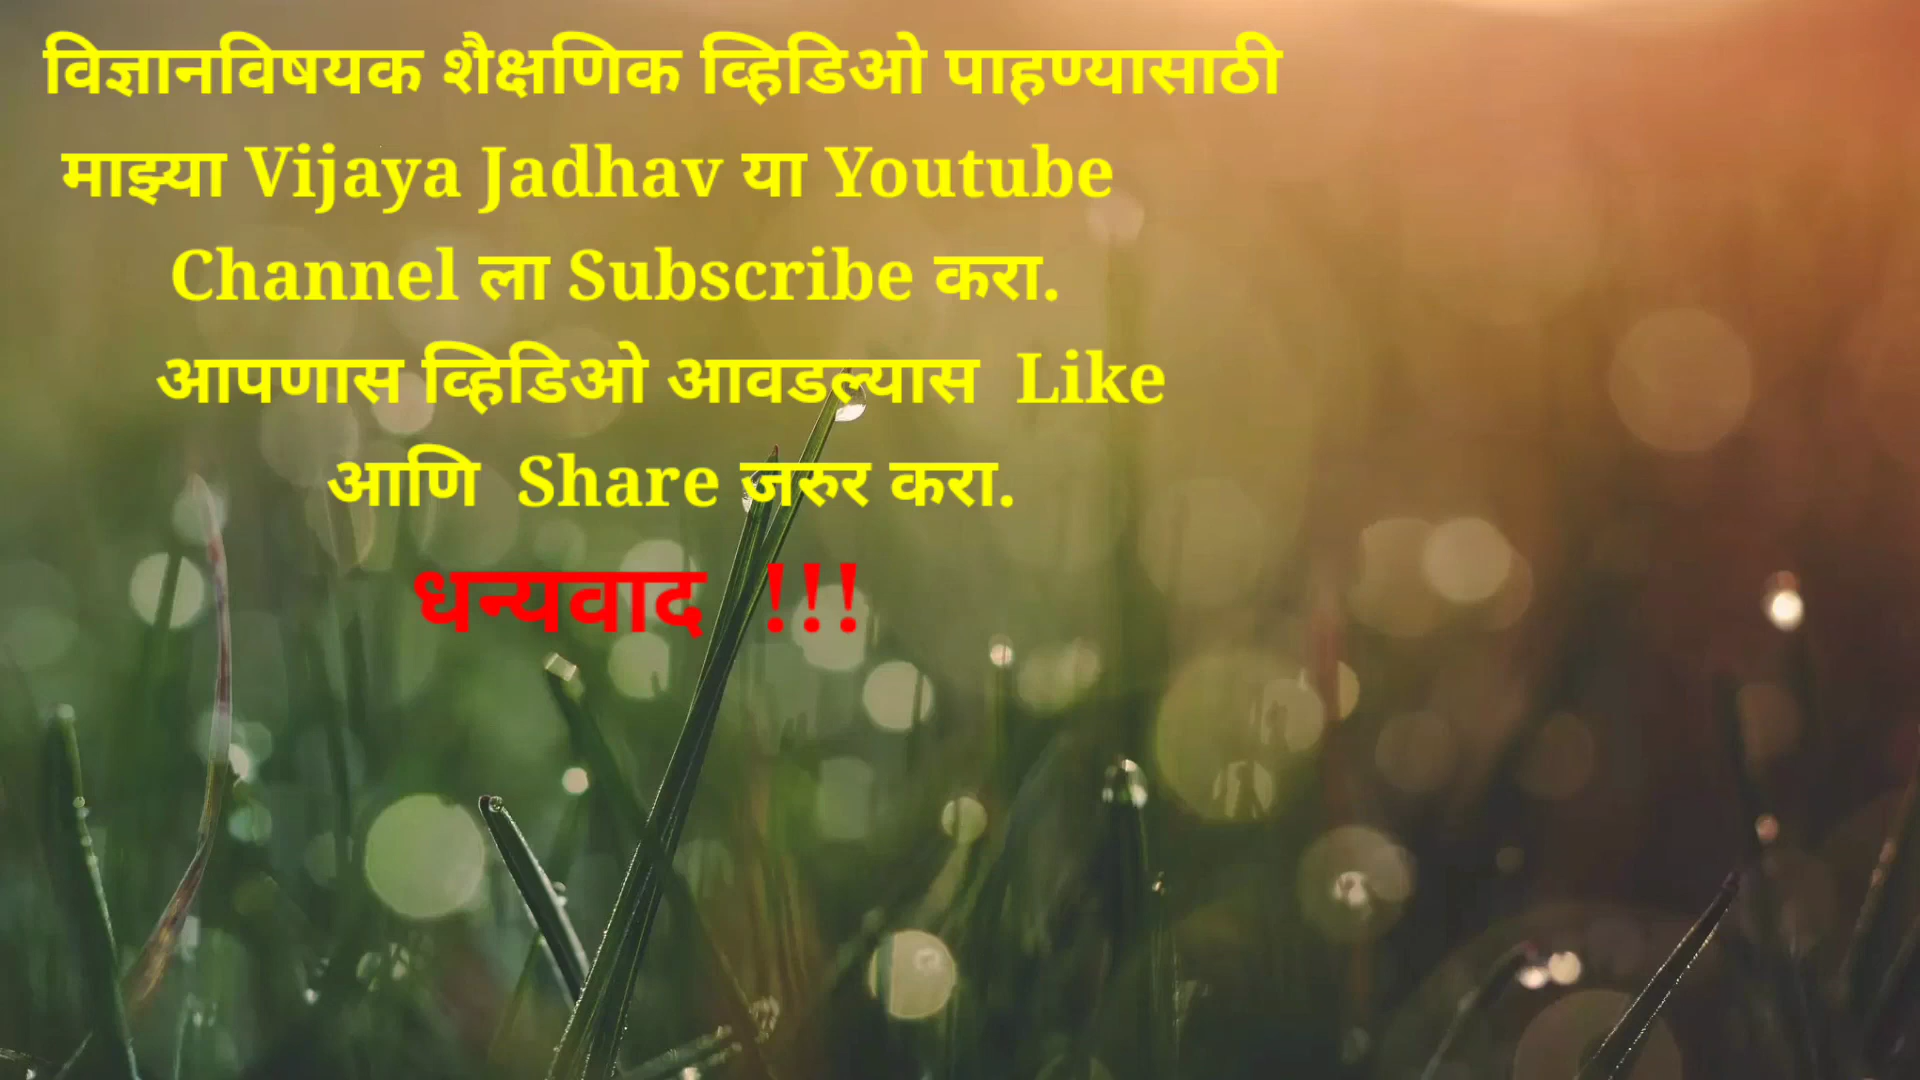 विज्ञानविषयक शैक्षणिक व्हिडिओ पाहण्यासाठी
माझ्या Vijaya Jadhav या Youtube
Channel ला Subscribe करा.
आपणास व्हिडिओ आवडल्यास Like
आणि Share जरुर करा.
धन्यवाद !!!